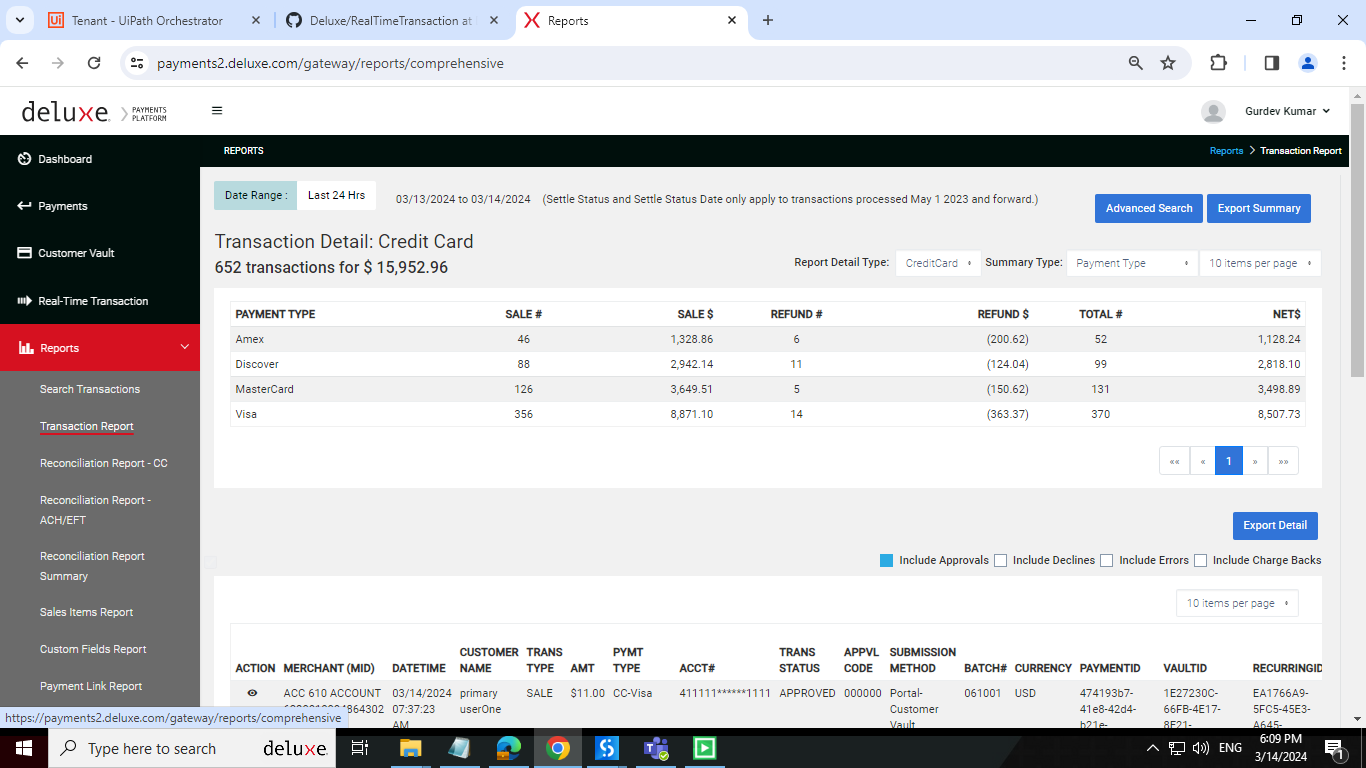 Tenant - UiPath Orchestrator
Deluxe/RealTimeTransaction at
Reports
payments2.deluxe.com/gateway/reports/comprehensive
deluxe. PAYMENTS PLATFORM
Gurdev Kumar
Dashboard
Payments
Customer Vault
Real-Time Transaction
Reports
Search Transactions
Transaction Report
Reconciliation Report - CC
Reconciliation Report -
ACH/EFT
Reconciliation Report
Summary
Sales Items Report
Custom Fields Report
Payment Link Report
https://payments2.deluxe.com/gateway/reports/comprehensive
REPORTS
Reports > Transaction Report
Date Range : Last 24 Hrs 03/13/2024 to 03/14/2024 (Settle Status and Settle Status Date only apply to transactions processed May 1 2023 and forward.)
Advanced Search Export Summary
Transaction Detail: Credit Card
652 transactions for $ 15,952.96
Report Detail Type: CreditCard Summary Type: Payment Type 10 items per page
PAYMENT TYPE SALE # SALE $ REFUND # REFUND $ TOTAL # NET$
Amex 46 1,328.86 6 (200.62) 52 1,128.24
Discover 88 2,942.14 11 (124.04) 99 2,818.10
MasterCard 126 3,649.51 5 (150.62) 131 3,498.89
Visa 356 8,871.10 14 (363.37) 370 8,507.73
«« « 1 » »»
Export Detail
Include Approvals Include Declines Include Errors Include Charge Backs
10 items per page
CUSTOMER TRANS PYMT TRANS APPVL SUBMISSION
ACTION MERCHANT (MID) DATETIME NAME TYPE AMT TYPE ACCT# STATUS CODE METHOD BATCH# CURRENCY PAYMENTID VAULTID RECURRINGID
ACC 610 ACCOUNT 03/14/2024 primary SALE $11.00 CC-Visa 411111******1111 APPROVED 000000 Portal- 061001 USD 474193b7- 1E27230C- EA1766A9-
07:37:23 userOne Customer 41e8-42d4- 66FB-4E17- 5FC5-45E3-
AM Vault b21e- 8F21- A645-
Type here to search
deluxe.
ENG
6:09 PM
3/14/2024
1